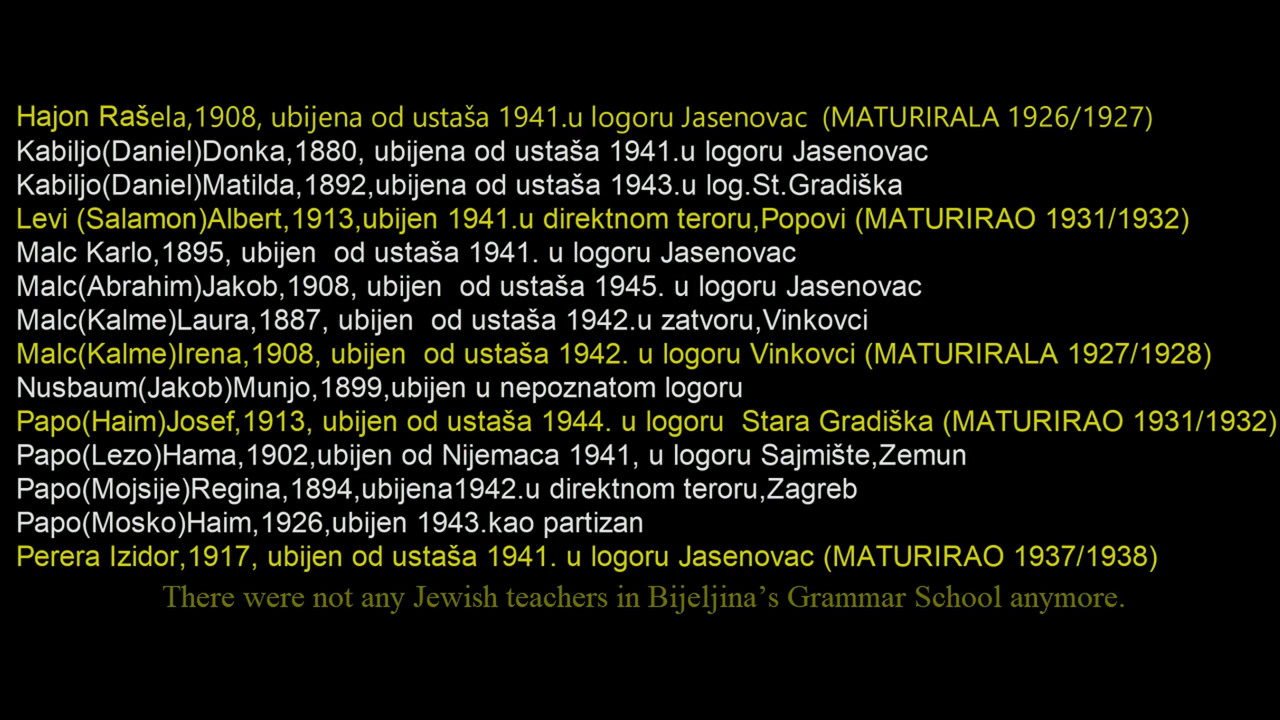 Hajon Rašela,1908, ubijena od ustaša 1941.u logoru Jasenovac (MATURIRALA 1926/1927)
Kabiljo(Daniel)Donka,1880, ubijena od ustaša 1941.u logoru Jasenovac
Kabiljo(Daniel)Matilda,1892,ubijena od ustaša 1943.u log.St.Gradiška
Levi (Salamon)Albert,1913,ubijen 1941.u direktnom teroru,Popovi (MATURIRAO 1931/1932)
Malc Karlo,1895, ubijen od ustaša 1941. u logoru Jasenovac
Malc(Abrahim)Jakob,1908, ubijen od ustaša 1945. u logoru Jasenovac
Malc(Kalme)Laura,1887, ubijen od ustaša 1942.u zatvoru,Vinkovci
Malc(Kalme)Irena,1908, ubijen od ustaša 1942. u logoru Vinkovci (MATURIRALA 1927/1928)
Nusbaum(Jakob)Munjo,1899,ubijen u nepoznatom logoru
Papo(Haim)Josef,1913, ubijen od ustaša 1944. u logoru Stara Gradiška (MATURIRAO 1931/1932)
Papo(Lezo)Hama,1902,ubijen od Nijemaca 1941, u logoru Sajmište,Zemun
Papo(Mojsije)Regina,1894,ubijena1942.u direktnom teroru,Zagreb
Papo(Mosko)Haim,1926,ubijen 1943.kao partizan
Perera Izidor,1917, ubijen od ustaša 1941. u logoru Jasenovac (MATURIRAO 1937/1938)
There were not any Jewish teachers in Bijeljina’s Grammar School anymore.